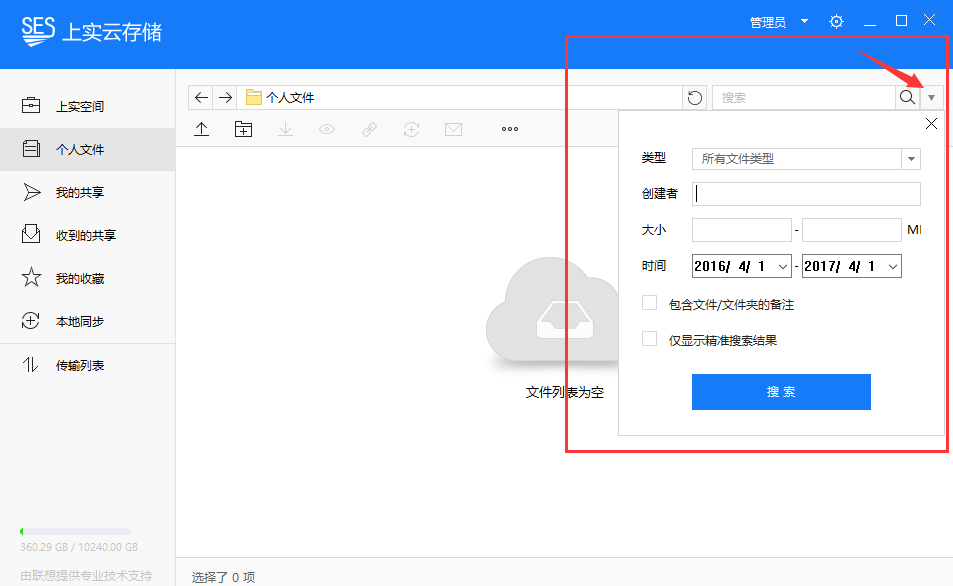 SES 上实云存储
管理员
上实空间
个人文件
我的共享
收到的共享
我的收藏
本地同步
传输列表
360.29 GB / 10240.00 GB
由联想提供专业技术支持
个人文件
搜索
类型 所有文件类型
创建者
大小 - M
时间 2016/ 4/ 1 - 2017/ 4/ 1
包含文件/文件夹的备注
仅显示精准搜索结果
搜 索
文件列表为空
选择了 0 项